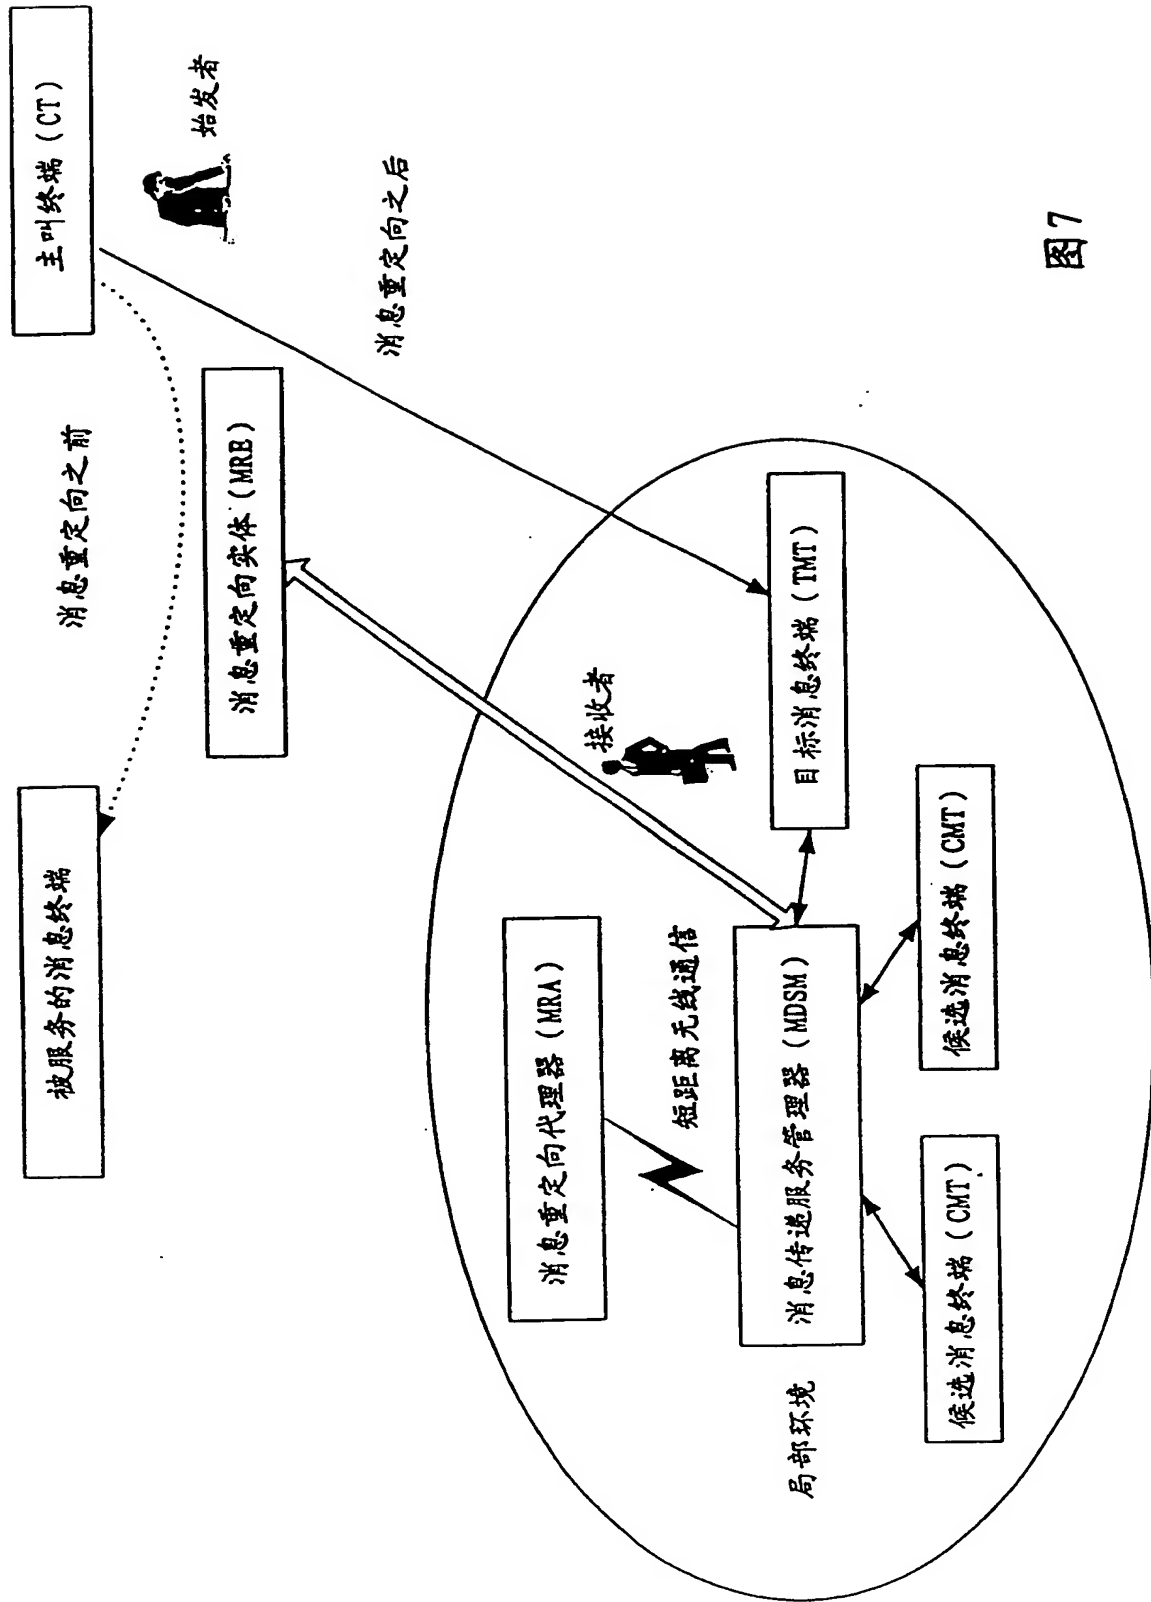 被服务的消息终端
消息重定向之前
主叫终端（CT）
始发者
消息重定向实体（MRE）
消息重定向之后
消息重定向代理器（MRA）
接收者
短距离无线通信
局部环境
消息传递服务管理器（MDSM）
目标消息终端（TMT）
候选消息终端（CMT）
候选消息终端（CMT）
图7